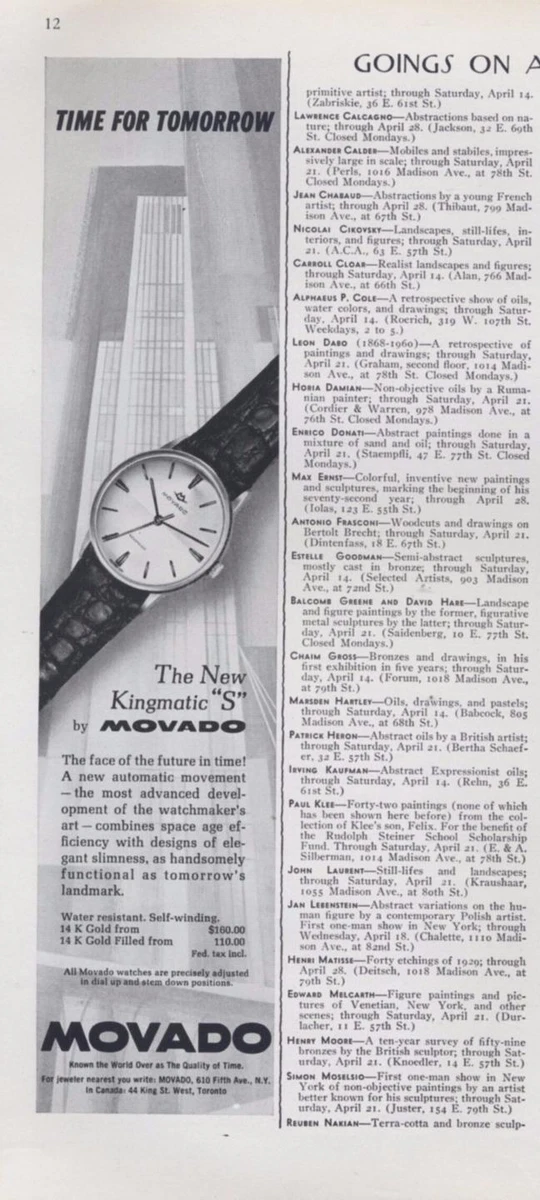 12
TIME FOR TOMORROW
MOVADO
The New
Kingmatic "S"
by MOVADO
The face of the future in time!
A new automatic movement
—the most advanced devel-
opment of the watchmaker's
art—combines space age ef-
ficiency with designs of ele-
gant slimness, as handsomely
functional as tomorrow's
landmark.
Water resistant. Self-winding.
14 K Gold from $160.00
14 K Gold Filled from 110.00
Fed. tax incl.
All Movado watches are precisely adjusted
in dial up and stem down positions.
MOVADO
Known the World Over as The Quality of Time.
For jeweler nearest you write: MOVADO, 610 Fifth Ave., N.Y.
In Canada: 44 King St. West, Toronto
GOINGS ON A
primitive artist; through Saturday, April 14.
(Zabriskie, 36 E. 61st St.)
LAWRENCE CALCAGNO—Abstractions based on na-
ture; through April 28. (Jackson, 32 E. 69th
St. Closed Mondays.)
ALEXANDER CALDER—Mobiles and stabiles, impres-
sively large in scale; through Saturday, April
21. (Perls, 1016 Madison Ave., at 78th St.
Closed Mondays.)
JEAN CHABAUD—Abstractions by a young French
artist; through April 28. (Thibaut, 799 Mad-
ison Ave., at 67th St.)
NICOLAI CIKOVSKY—Landscapes, still-lifes, in-
teriors, and figures; through Saturday, April
21. (A.C.A., 63 E. 57th St.)
CARROLL CLOAR—Realist landscapes and figures;
through Saturday, April 14. (Alan, 766 Mad-
ison Ave., at 66th St.)
ALPHAEUS P. COLE—A retrospective show of oils,
water colors, and drawings; through Satur-
day, April 14. (Roerich, 319 W. 107th St.
Weekdays, 2 to 5.)
LEON DABO (1868-1960)—A retrospective of
paintings and drawings; through Saturday,
April 21. (Graham, second floor, 1014 Madi-
son Ave., at 78th St. Closed Mondays.)
HORIA DAMIAN—Non-objective oils by a Ruma-
nian painter; through Saturday, April 21.
(Cordier & Warren, 978 Madison Ave., at
76th St. Closed Mondays.)
ENRICO DONATI—Abstract paintings done in a
mixture of sand and oil; through Saturday,
April 21. (Staempfli, 47 E. 77th St. Closed
Mondays.)
MAX ERNST—Colorful, inventive new paintings
and sculptures, marking the beginning of his
seventy-second year; through April 28.
(Iolas, 123 E. 55th St.)
ANTONIO FRASCONI—Woodcuts and drawings on
Bertolt Brecht; through Saturday, April 21.
(Dintenfass, 18 E. 67th St.)
ESTELLE GOODMAN—Semi-abstract sculptures,
mostly cast in bronze; through Saturday,
April 14. (Selected Artists, 903 Madison
Ave., at 72nd St.)
BALCOMB GREENE AND DAVID HARE—Landscape
and figure paintings by the former, figurative
metal sculptures by the latter; through Satur-
day, April 21. (Saidenberg, 10 E. 77th St.
Closed Mondays.)
CHAIM GROSS—Bronzes and drawings, in his
first exhibition in five years; through Satur-
day, April 14. (Forum, 1018 Madison Ave.,
at 79th St.)
MARSDEN HARTLEY—Oils, drawings, and pastels;
through Saturday, April 14. (Babcock, 805
Madison Ave., at 68th St.)
PATRICK HERON—Abstract oils by a British artist;
through Saturday, April 21. (Bertha Schaef-
er, 32 E. 57th St.)
IRVING KAUFMAN—Abstract Expressionist oils;
through Saturday, April 14. (Rehn, 36 E.
61st St.)
PAUL KLEE—Forty-two paintings (none of which
has been shown here before) from the col-
lection of Klee's son, Felix. For the benefit of
the Rudolph Steiner School Scholarship
Fund. Through Saturday, April 21. (E. & A.
Silberman, 1014 Madison Ave., at 78th St.)
JOHN LAURENT—Still-lifes and landscapes;
through Saturday, April 21. (Kraushaar,
1055 Madison Ave., at 80th St.)
JAN LEBENSTEIN—Abstract variations on the hu-
man figure by a contemporary Polish artist.
First one-man show in New York; through
Wednesday, April 18. (Chalette, 1110 Madi-
son Ave., at 82nd St.)
HENRI MATISSE—Forty etchings of 1929; through
April 28. (Deitsch, 1018 Madison Ave., at
79th St.)
EDWARD MELCARTH—Figure paintings and pic-
tures of Venetian, New York, and other
scenes; through Saturday, April 21. (Dur-
lacher, 11 E. 57th St.)
HENRY MOORE—A ten-year survey of fifty-nine
bronzes by the British sculptor; through Sat-
urday, April 21. (Knoedler, 14 E. 57th St.)
SIMON MOSELSIO—First one-man show in New
York of non-objective paintings by an artist
better known for his sculptures; through Sat-
urday, April 21. (Juster, 154 E. 79th St.)
REUBEN NAKIAN—Terra-cotta and bronze sculp-